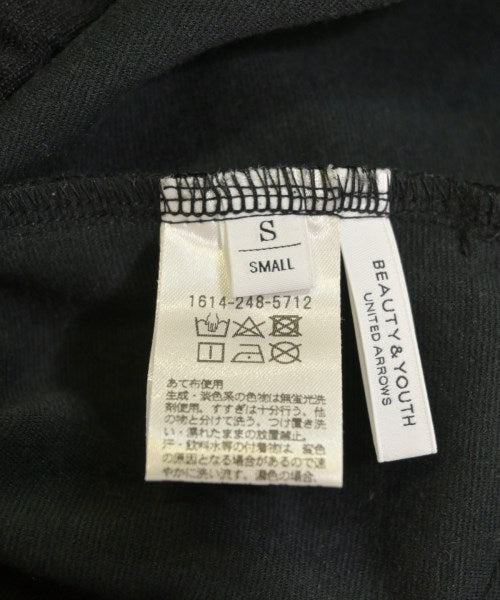 S
SMALL
1614-248-5712
あて布使用
生成・淡色系の色物は無蛍光洗
剤使用。すすぎは十分行う。他
の物と分けて洗う。つけ置き洗
い・濡れたままの放置禁止。
汗・飲料水等の付着物は、変色
の原因となる場合があるので速
やかに洗い流す。濃色の場合、
BEAUTY & YOUTH
UNITED ARROWS